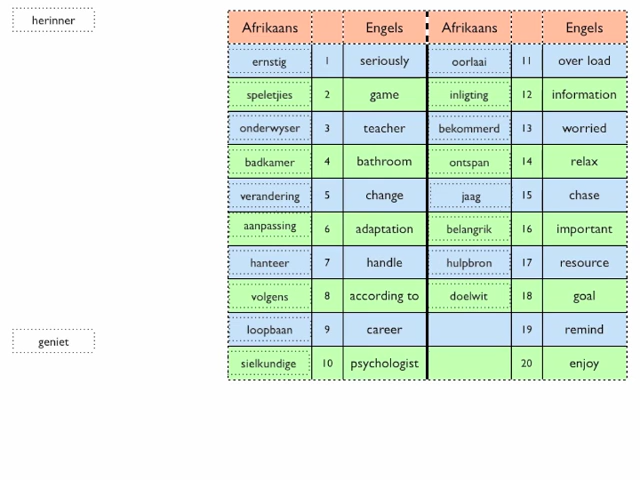 herinner
Afrikaans Engels Afrikaans Engels
ernstig 1 seriously oorlaai 11 over load
speletjies 2 game inligting 12 information
onderwyser 3 teacher bekommerd 13 worried
badkamer 4 bathroom ontspan 14 relax
verandering 5 change jaag 15 chase
aanpassing 6 adaptation belangrik 16 important
hanteer 7 handle hulpbron 17 resource
volgens 8 according to doelwit 18 goal
loopbaan 9 career 19 remind
geniet
sielkundige 10 psychologist 20 enjoy